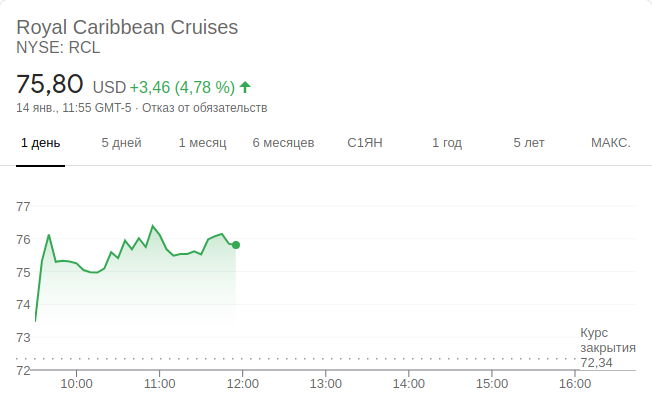 Royal Caribbean Cruises
NYSE: RCL
75,80 USD +3,46 (4,78 %)
14 янв., 11:55 GMT-5 · Отказ от обязательств
1 день 5 дней 1 месяц 6 месяцев С1ЯН 1 год 5 лет МАКС.
77
76
75
74
73
Курс
закрытия
72,34
72
10:00 11:00 12:00 13:00 14:00 15:00 16:00